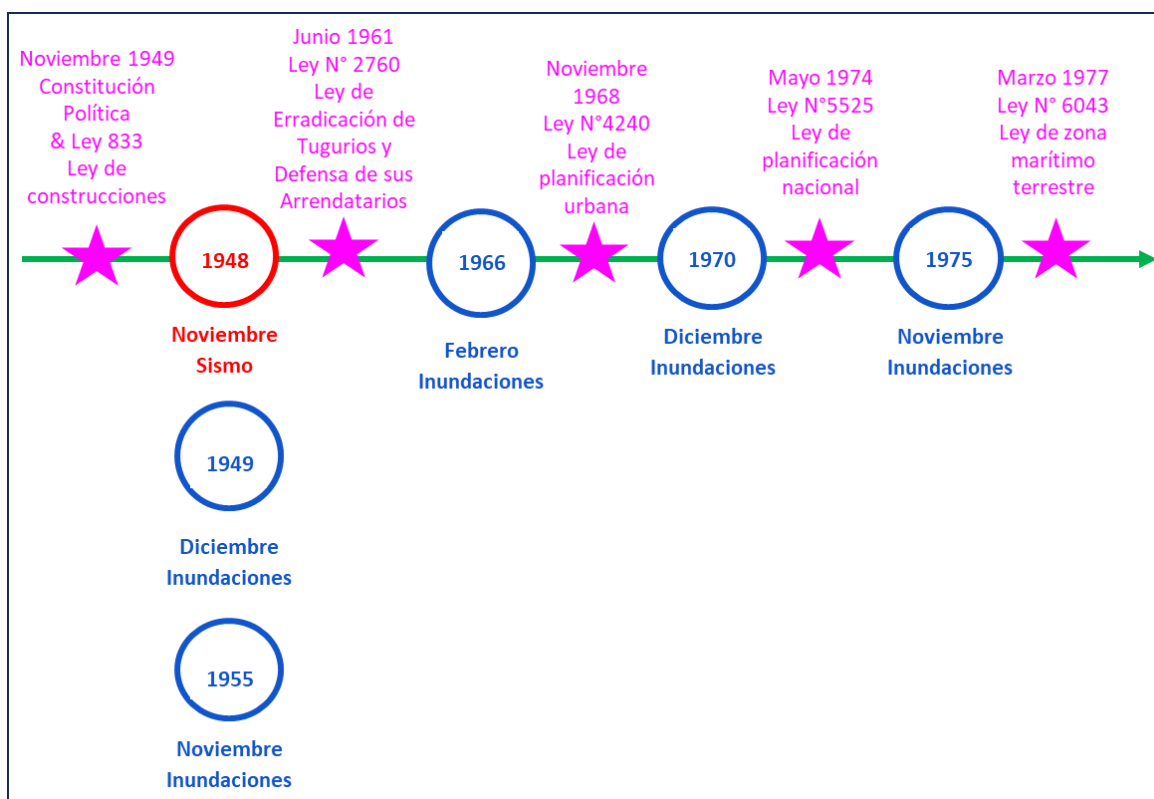 Noviembre 1949
Constitución
Política
& Ley 833
Ley de
construcciones
Junio 1961
Ley N° 2760
Ley de
Erradicación de
Tugurios y
Defensa de sus
Arrendatarios
Noviembre
1968
Ley N°4240
Ley de
planificación
urbana
Mayo 1974
Ley N°5525
Ley de
planificación
nacional
Marzo 1977
Ley N° 6043
Ley de zona
marítimo
terrestre
1948
Noviembre
Sismo
1949
Diciembre
Inundaciones
1955
Noviembre
Inundaciones
1966
Febrero
Inundaciones
1970
Diciembre
Inundaciones
1975
Noviembre
Inundaciones